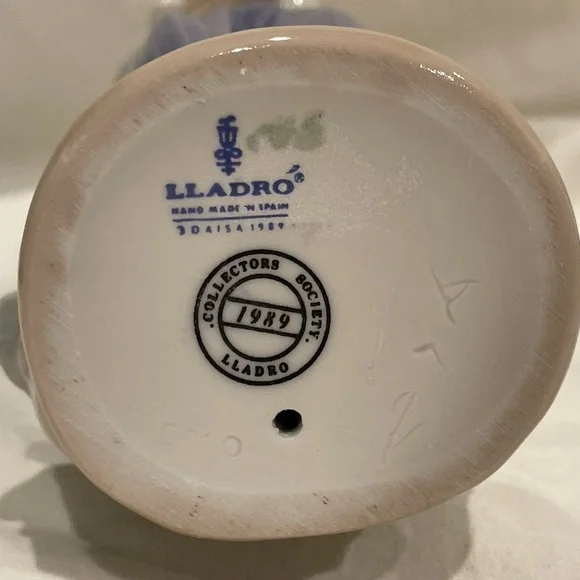 LLADRÓ®
HAND MADE IN SPAIN
DAISA 1989
COLLECTORS SOCIETY
1989
LLADRO